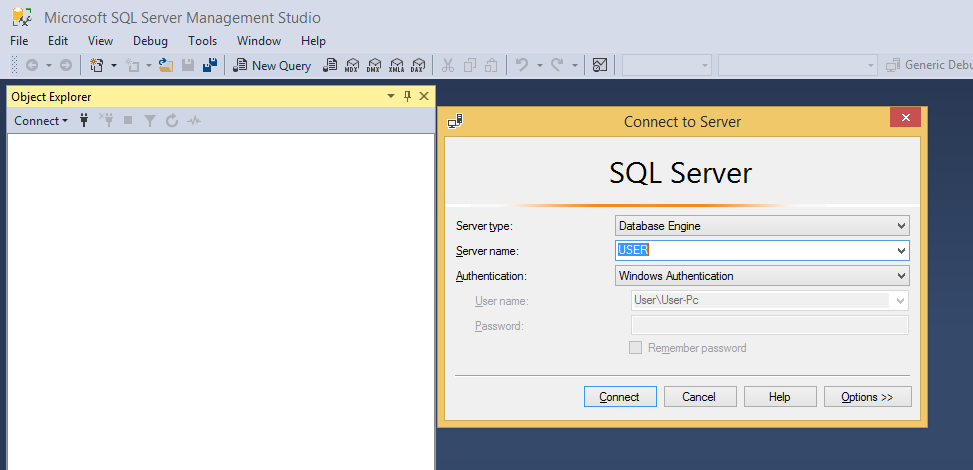 Microsoft SQL Server Management Studio
File Edit View Debug Tools Window Help
New Query MDX DMX XMLA DAX Generic Debu
Object Explorer
Connect
Connect to Server
SQL Server
Server type: Database Engine
Server name: USER
Authentication: Windows Authentication
User name: User\User-Pc
Password:
Remember password
Connect Cancel Help Options >>